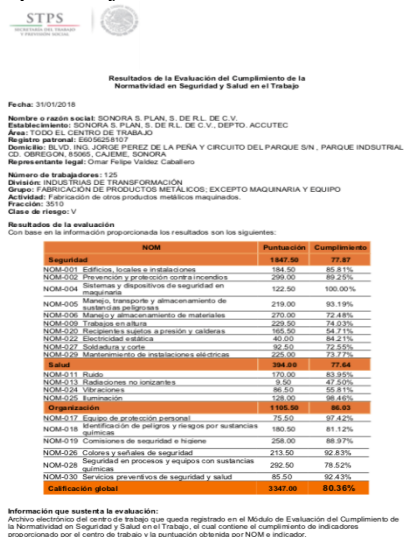 STPS
SECRETARÍA DEL TRABAJO
Y PREVISIÓN SOCIAL
Resultados de la Evaluación del Cumplimiento de la
Normatividad en Seguridad y Salud en el Trabajo
Fecha: 31/01/2018
Nombre o razón social: SONORA S. PLAN, S. DE R.L. DE C.V.
Establecimiento: SONORA S. PLAN, S. DE R.L. DE C.V., DEPTO. ACCUTEC
Área: TODO EL CENTRO DE TRABAJO
Registro patronal: E6056258107
Domicilio: BLVD. ING. JORGE PEREZ DE LA PEÑA Y CIRCUITO DEL PARQUE S/N., PARQUE INDSUTRIAL
CD. OBREGON, 85065, CAJEME, SONORA
Representante legal: Omar Felipe Valdez Caballero
Número de trabajadores: 125
División: INDUSTRIAS DE TRANSFORMACIÓN
Grupo: FABRICACIÓN DE PRODUCTOS METÁLICOS; EXCEPTO MAQUINARIA Y EQUIPO
Actividad: Fabricación de otros productos metálicos maquinados.
Fracción: 3510
Clase de riesgo: V
Resultados de la evaluación
Con base en la información proporcionada los resultados son los siguientes:
NOM Puntuación Cumplimiento
Seguridad 1847.50 77.87
NOM-001 Edificios, locales e instalaciones 184.50 85.81%
NOM-002 Prevención y protección contra incendios 299.00 89.25%
NOM-004 Sistemas y dispositivos de seguridad en maquinaria 122.50 100.00%
NOM-005 Manejo, transporte y almacenamiento de sustancias peligrosas 219.00 93.19%
NOM-006 Manejo y almacenamiento de materiales 270.00 72.48%
NOM-009 Trabajos en altura 229.50 74.03%
NOM-020 Recipientes sujetos a presión y calderas 165.50 54.71%
NOM-022 Electricidad estática 40.00 84.21%
NOM-027 Soldadura y corte 92.50 72.55%
NOM-029 Mantenimiento de instalaciones eléctricas 225.00 73.77%
Salud 394.00 77.64
NOM-011 Ruido 170.00 83.95%
NOM-013 Radiaciones no ionizantes 9.50 47.50%
NOM-024 Vibraciones 86.50 55.81%
NOM-025 Iluminación 128.00 98.46%
Organización 1105.50 86.03
NOM-017 Equipo de protección personal 75.50 97.42%
NOM-018 Identificación de peligros y riesgos por sustancias químicas 180.50 81.12%
NOM-019 Comisiones de seguridad e higiene 258.00 88.97%
NOM-026 Colores y señales de seguridad 213.50 92.83%
NOM-028 Seguridad en procesos y equipos con sustancias químicas 292.50 78.52%
NOM-030 Servicios preventivos de seguridad y salud 85.50 92.43%
Calificación global 3347.00 80.36%
Información que sustenta la evaluación:
Archivo electrónico del centro de trabajo que queda registrado en el Módulo de Evaluación del Cumplimiento de
la Normatividad en Seguridad y Salud en el Trabajo, el cual contiene el cumplimiento de indicadores
proporcionado por el centro de trabajo y la puntuación obtenida por NOM e indicador.